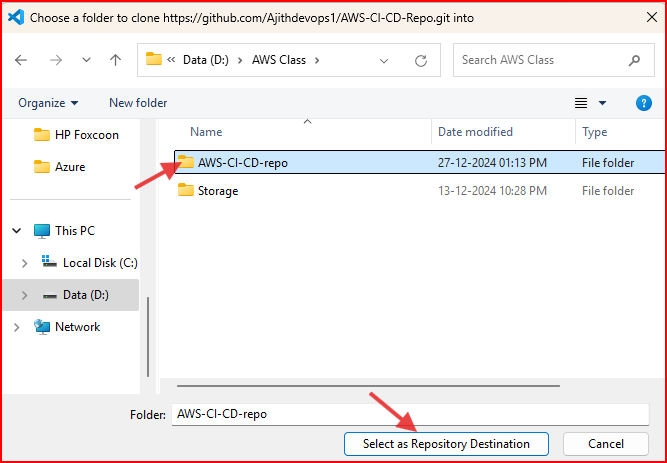 Choose a folder to clone https://github.com/Ajithdevops1/AWS-CI-CD-Repo.git into
« Data (D:) > AWS Class >
Search AWS Class
Organize
New folder
HP Foxcoon
Azure
This PC
Local Disk (C:)
Data (D:)
Network
Name Date modified Type
AWS-CI-CD-repo 27-12-2024 01:13 PM File folder
Storage 13-12-2024 10:28 PM File folder
Folder: AWS-CI-CD-repo
Select as Repository Destination
Cancel